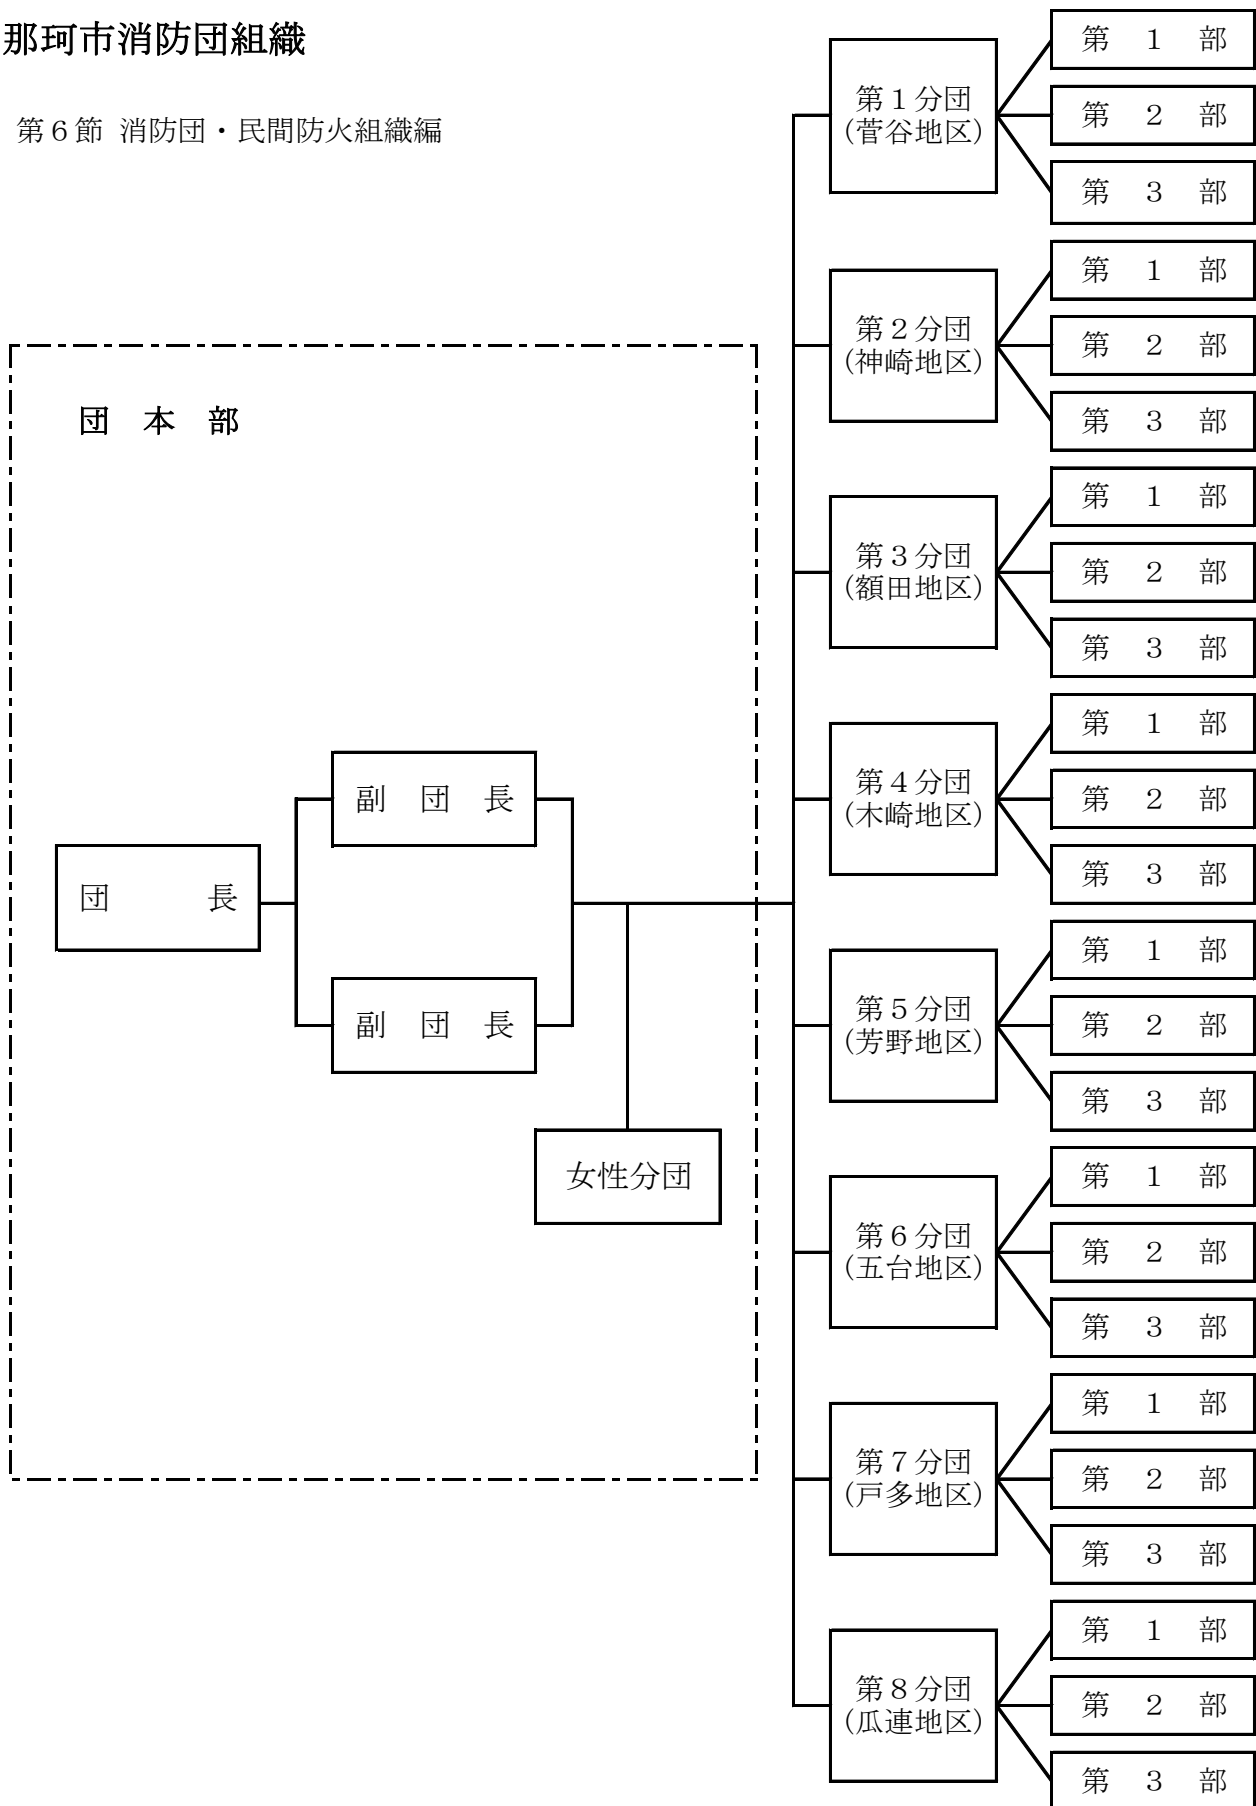 那珂市消防団組織
第６節 消防団・民間防火組織編
団 本 部
団 長
副 団 長
副 団 長
女性分団
第１分団
(菅谷地区)
第 1 部
第 2 部
第 3 部
第２分団
(神崎地区)
第 1 部
第 2 部
第 3 部
第３分団
(額田地区)
第 1 部
第 2 部
第 3 部
第４分団
(木崎地区)
第 1 部
第 2 部
第 3 部
第５分団
(芳野地区)
第 1 部
第 2 部
第 3 部
第６分団
(五台地区)
第 1 部
第 2 部
第 3 部
第７分団
(戸多地区)
第 1 部
第 2 部
第 3 部
第８分団
(瓜連地区)
第 1 部
第 2 部
第 3 部